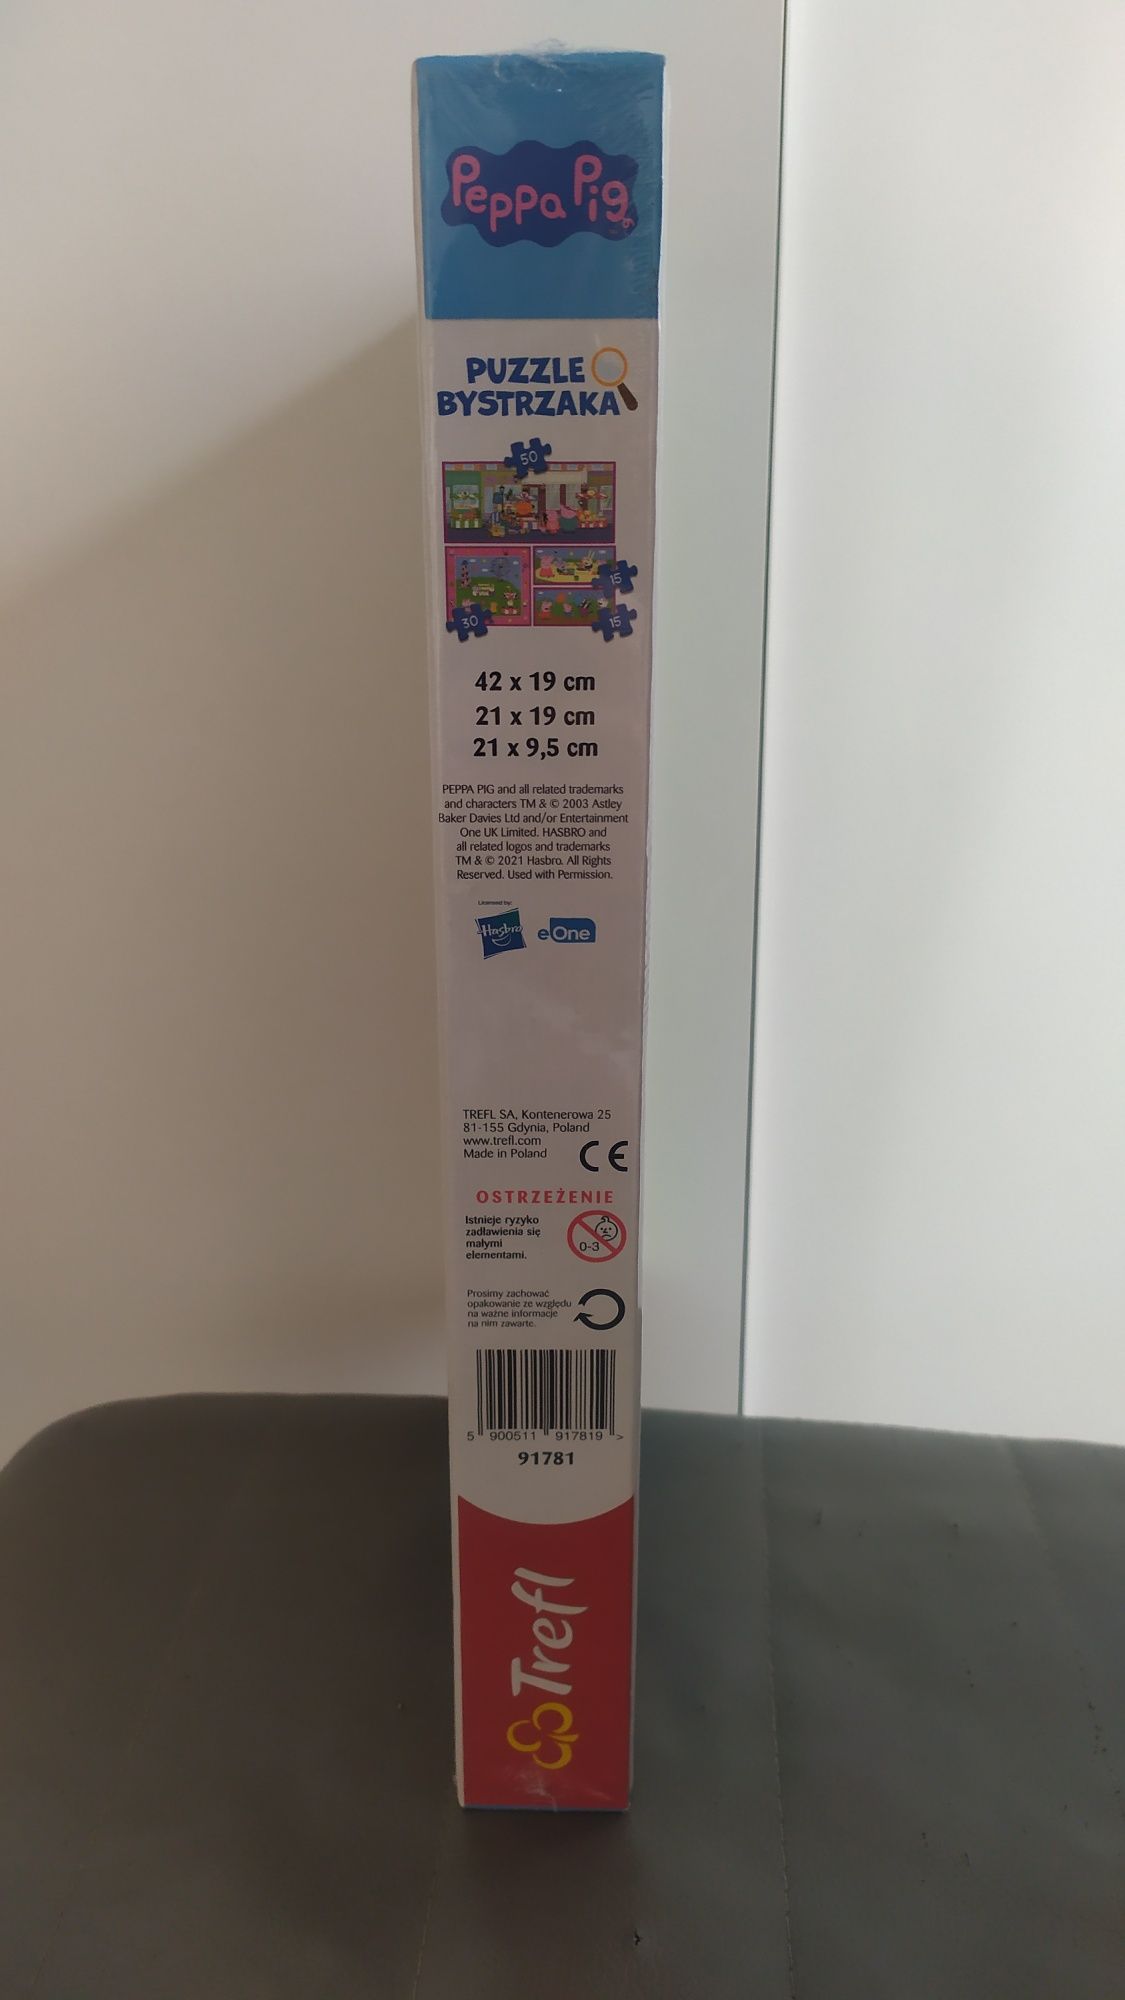 Peppa Pig
PUZZLE
BYSTRZAKA
50
15
30
15
42 x 19 cm
21 x 19 cm
21 x 9,5 cm
PEPPA PIG and all related trademarks
and characters TM & © 2003 Astley
Baker Davies Ltd and/or Entertainment
One UK Limited. HASBRO and
all related logos and trademarks
TM & © 2021 Hasbro. All Rights
Reserved. Used with Permission.
Licensed by:
Hasbro eOne
TREFL SA, Kontenerowa 25
81-155 Gdynia, Poland
www.trefl.com
Made in Poland
CE
OSTRZEŻENIE
Istnieje ryzyko
zadławienia się
małymi
elementami.
0-3
Prosimy zachować
opakowanie ze względu
na ważne informacje
na nim zawarte.
5 900511 917819 >
91781
Trefl